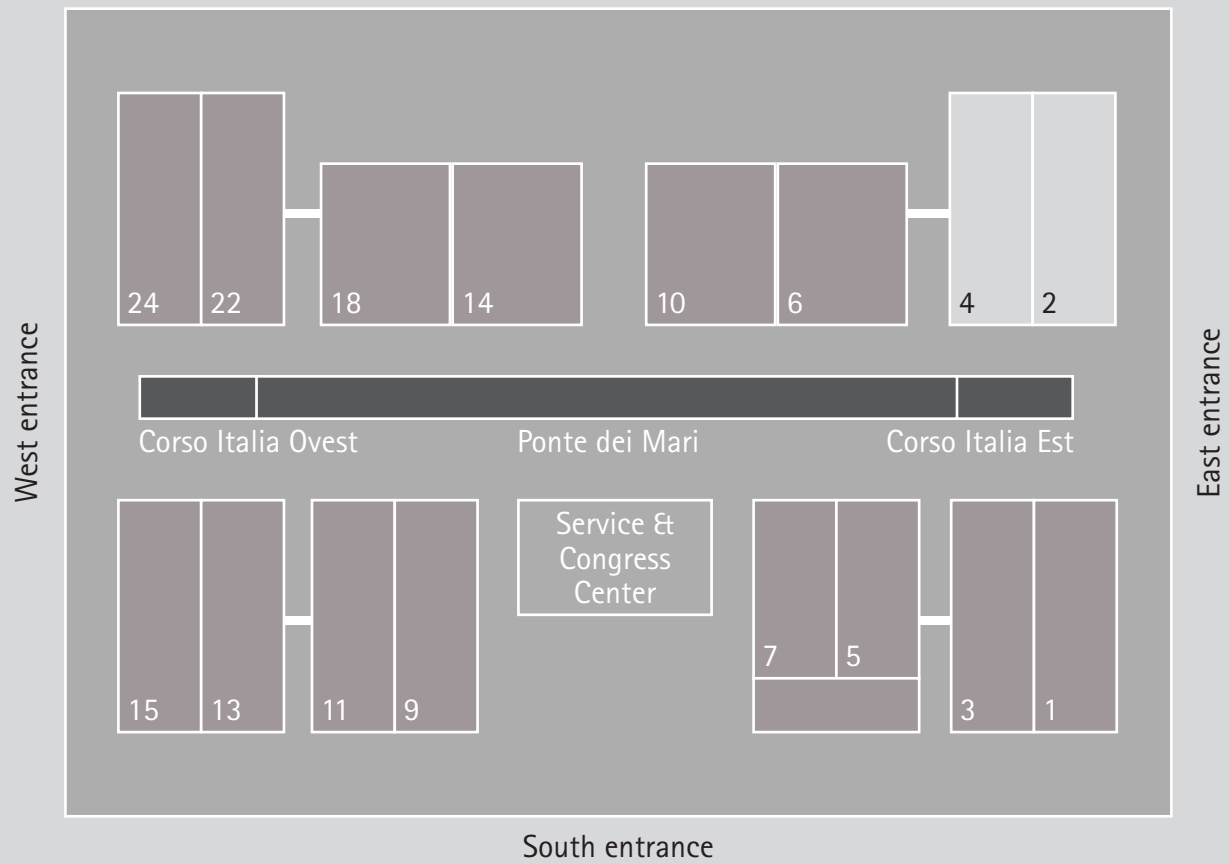 24 22 18 14 10 6 4 2
West entrance
East entrance
Corso Italia Ovest Ponte dei Mari Corso Italia Est
Service &
Congress
Center
7 5
15 13 11 9 3 1
South entrance